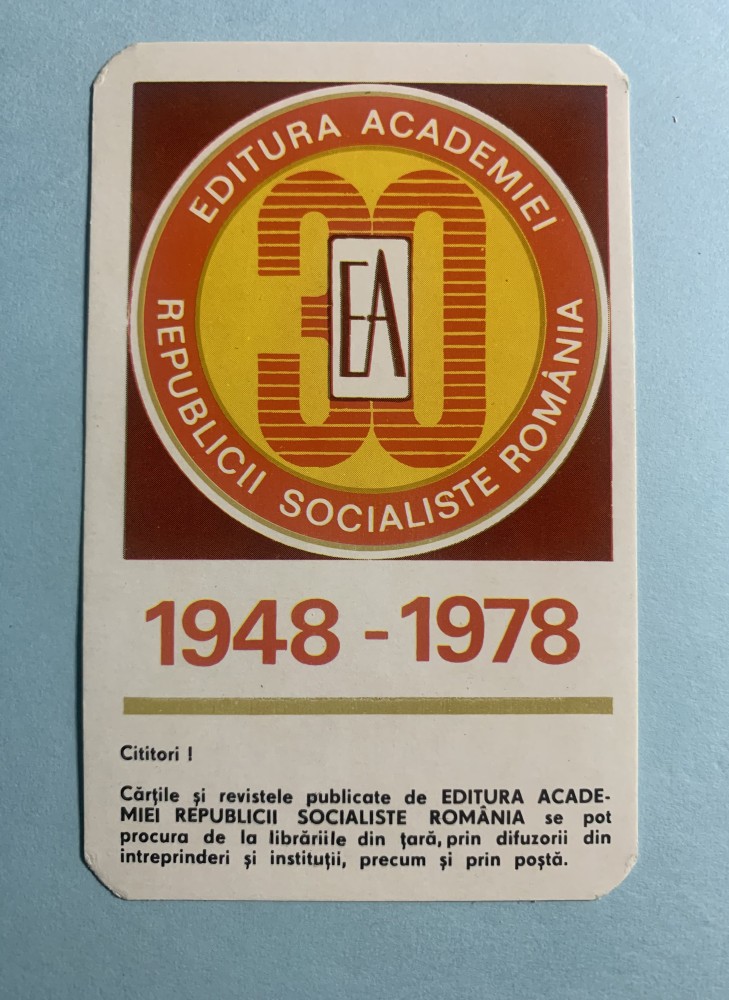 EDITURA ACADEMIEI
REPUBLICII SOCIALISTE ROMÂNIA
30
EA
1948 - 1978
Cititori !
Cărțile și revistele publicate de EDITURA ACADE-
MIEI REPUBLICII SOCIALISTE ROMÂNIA se pot
procura de la librăriile din țară, prin difuzorii din
intreprinderi și instituții, precum și prin poștă.